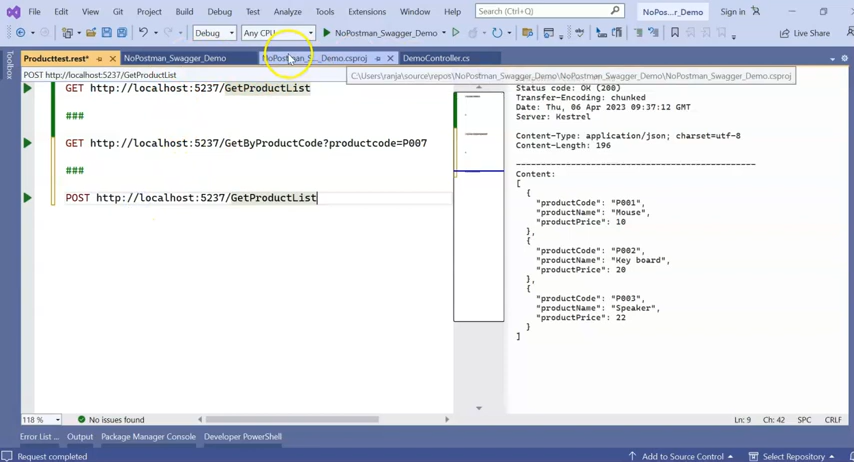 File Edit View Git Project Build Debug Test Analyze Tools Extensions Window Help Search (Ctrl+Q) NoPos...r_Demo Sign in
Debug Any CPU NoPostman_Swagger_Demo Live Share
Toolbox
Producttest.rest* NoPostman_Swagger_Demo NoPostman_S..._Demo.csproj DemoController.cs
POST http://localhost:5237/GetProductList
C:\Users\ranja\source\repos\NoPostman_Swagger_Demo\NoPostman_Swagger_Demo\NoPostman_Swagger_Demo.csproj
GET http://localhost:5237/GetProductList
###
GET http://localhost:5237/GetByProductCode?productcode=P007
###
POST http://localhost:5237/GetProductList
Status code: OK (200)
Transfer-Encoding: chunked
Date: Thu, 06 Apr 2023 09:37:12 GMT
Server: Kestrel
Content-Type: application/json; charset=utf-8
Content-Length: 196
------------------------------------------------
Content:
[
{
"productCode": "P001",
"productName": "Mouse",
"productPrice": 10
},
{
"productCode": "P002",
"productName": "Key board",
"productPrice": 20
},
{
"productCode": "P003",
"productName": "Speaker",
"productPrice": 22
}
]
118 % No issues found Ln: 9 Ch: 42 SPC CRLF
Error List ... Output Package Manager Console Developer PowerShell
Request completed Add to Source Control Select Repository